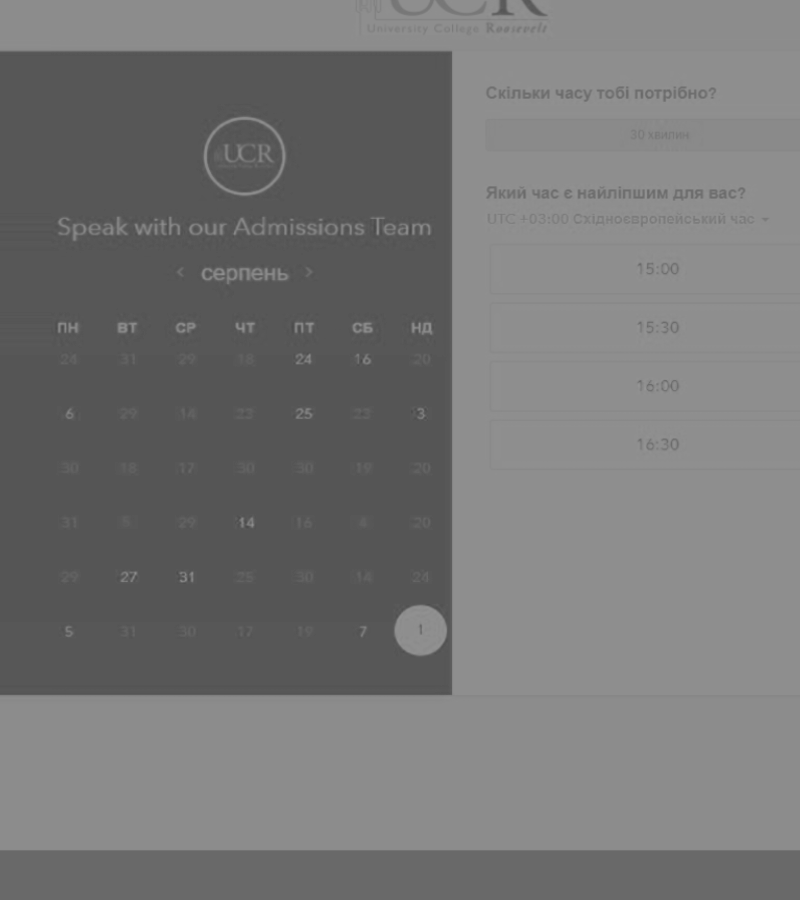 UCR
University College Roosevelt
UCR
Speak with our Admissions Team
< серпень >
ПН ВТ СР ЧТ ПТ СБ НД
24 31 29 18 24 16 20
6 29 14 22 25 23 3
30 18 17 30 30 19 20
31 29 14 16 4 20
29 27 31 25 30 14 24
5 31 30 17 19 7 1
Скільки часу тобі потрібно?
30 хвилин
Який час є найліпшим для вас?
UTC +03:00 Східноєвропейський час
15:00
15:30
16:00
16:30